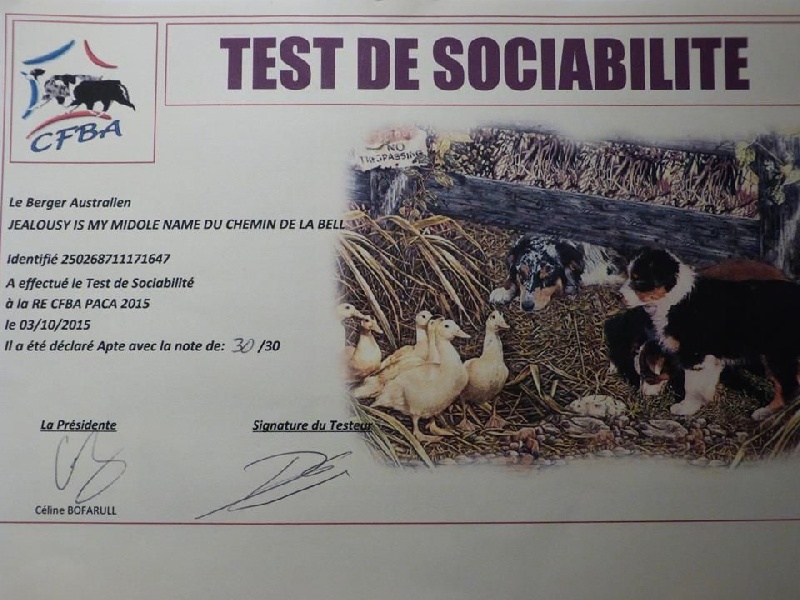 TEST DE SOCIABILITE
CFBA
NO
TRESPASSING
Le Berger Australien
JEALOUSY IS MY MIDOLE NAME DU CHEMIN DE LA BELL
Identifié 250268711171647
A effectué le Test de Sociabilité
à la RE CFBA PACA 2015
le 03/10/2015
Il a été déclaré Apte avec la note de: 30 /30
La Présidente Signature du Testeur
Céline BOFARULL